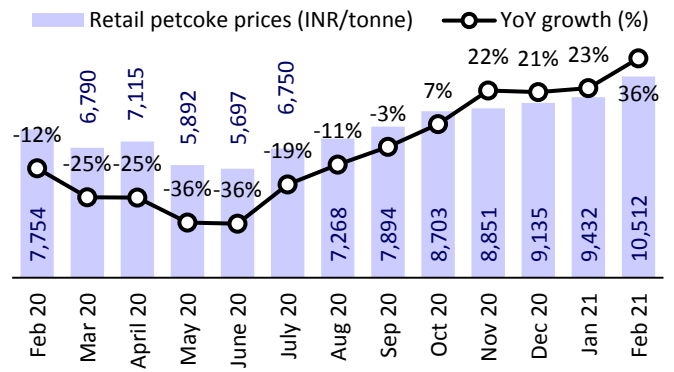 Retail petcoke prices (INR/tonne) YoY growth (%)
-12% -25% -25% -36% -36% -19% -11% -3% 7% 22% 21% 23% 36%
7,754 6,790 7,115 5,892 5,697 6,750 7,268 7,894 8,703 8,851 9,135 9,432 10,512
Feb 20 Mar 20 April 20 May 20 June 20 July 20 Aug 20 Sep 20 Oct 20 Nov 20 Dec 20 Jan 21 Feb 21